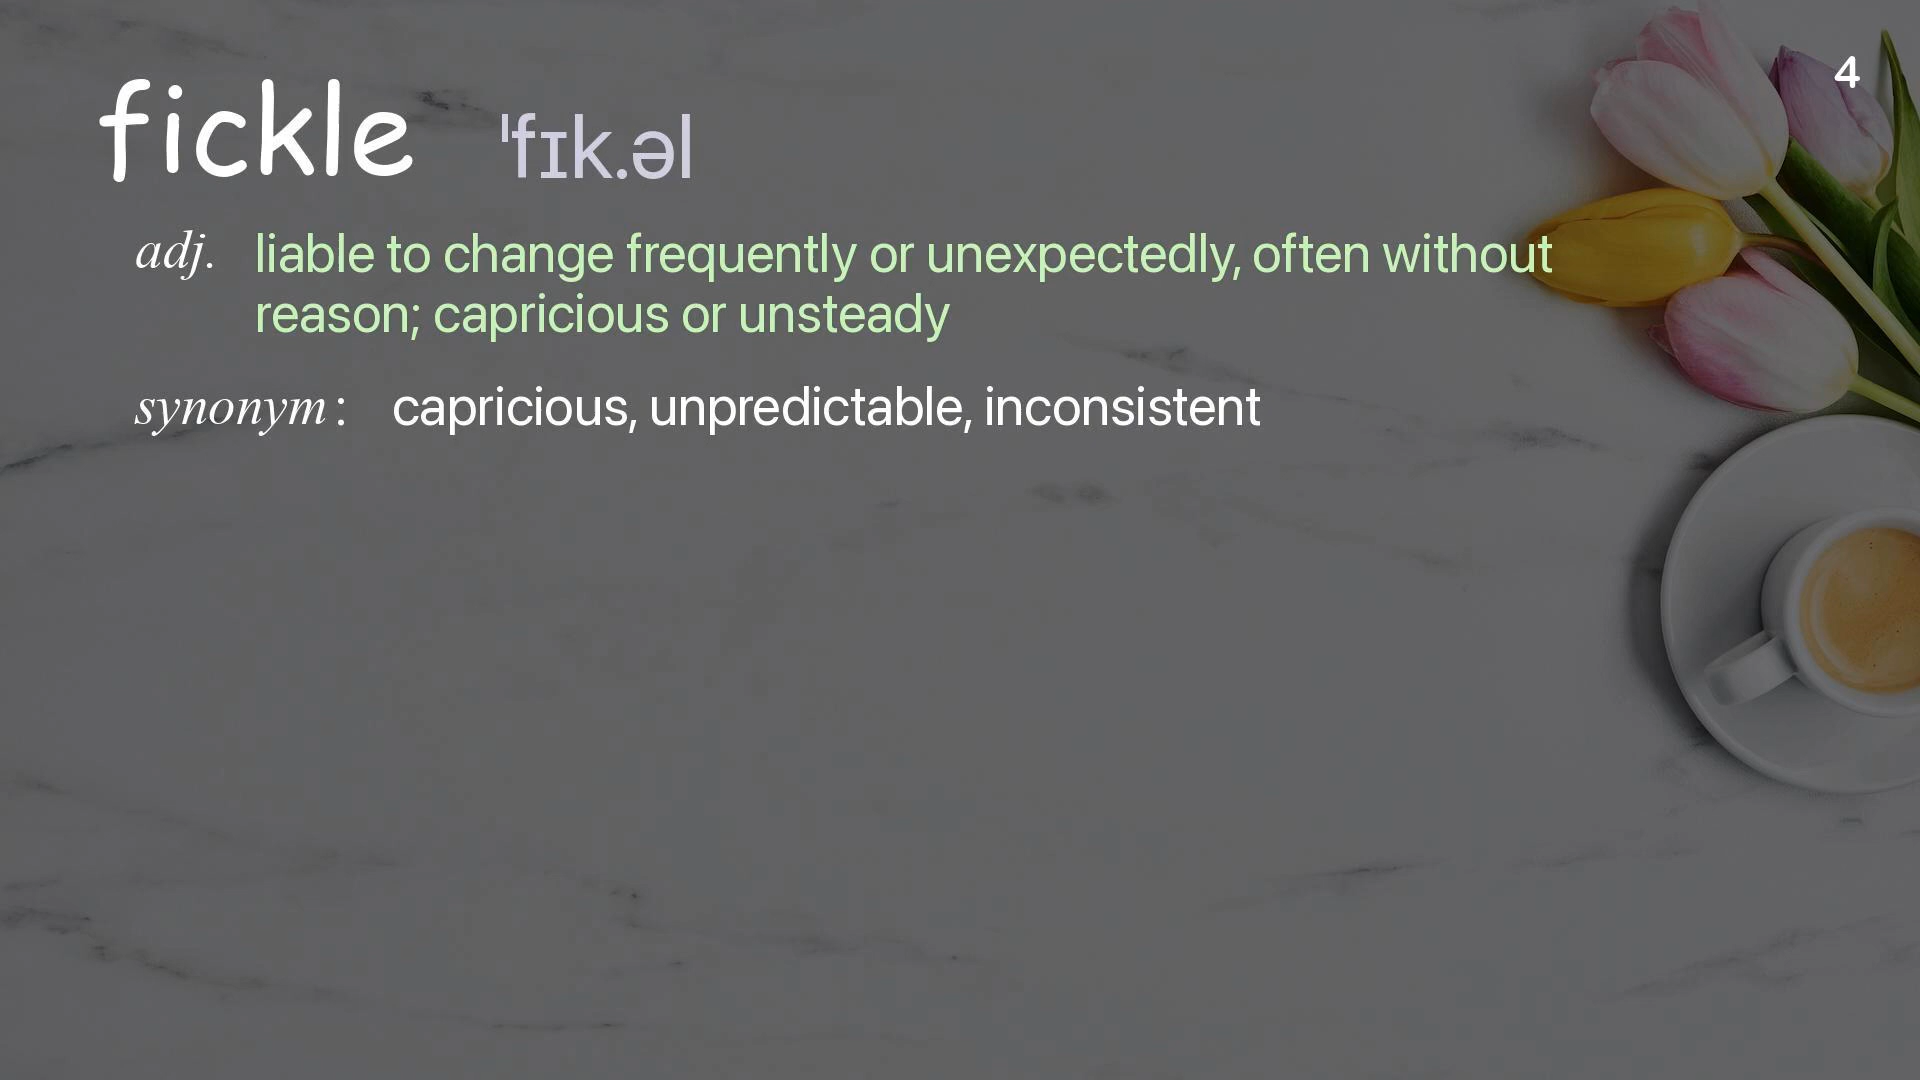 4
fickle ˈfɪk.əl
adj. liable to change frequently or unexpectedly, often without
reason; capricious or unsteady
synonym: capricious, unpredictable, inconsistent